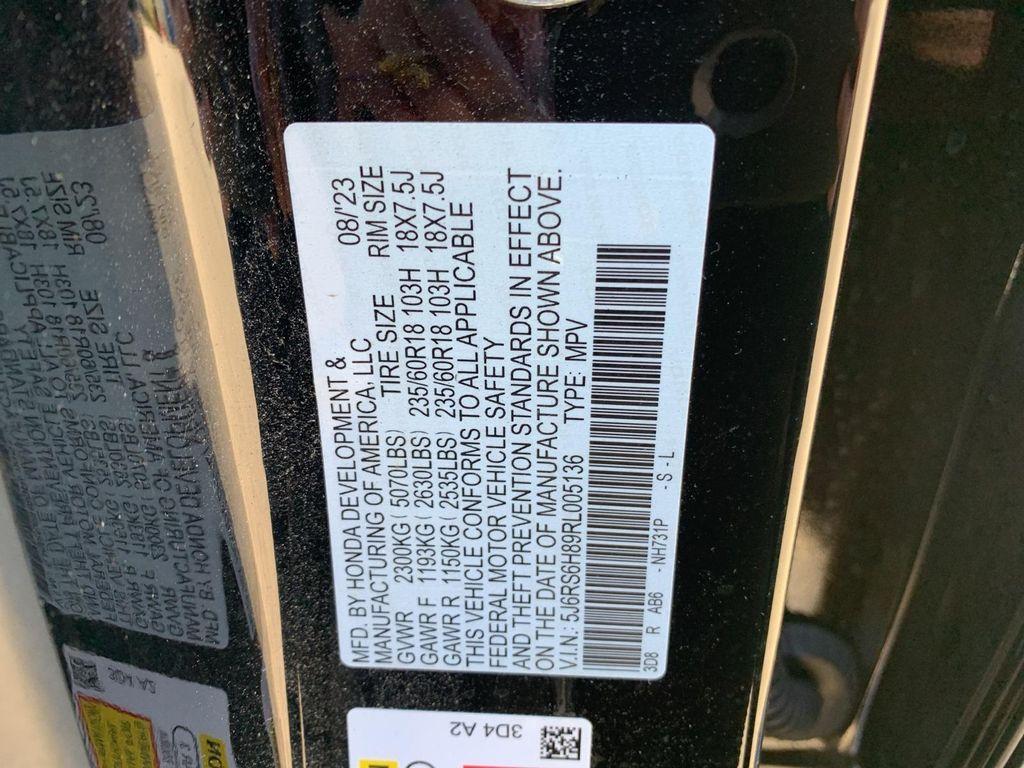 MFD. BY HONDA DEVELOPMENT & 08/'23
MANUFACTURING OF AMERICA, LLC
TIRE SIZE RIM SIZE
GVWR 2300KG (5070LBS)
GAWR F 1193KG (2630LBS) 235/60R18 103H 18X7.5J
GAWR R 1150KG (2535LBS) 235/60R18 103H 18X7.5J
THIS VEHICLE CONFORMS TO ALL APPLICABLE
FEDERAL MOTOR VEHICLE SAFETY
AND THEFT PREVENTION STANDARDS IN EFFECT
ON THE DATE OF MANUFACTURE SHOWN ABOVE.
V.I.N.: 5J6RS6H89RL005136 TYPE: MPV
3D8 R AB6 - NH731P - S - L
3D4 A2